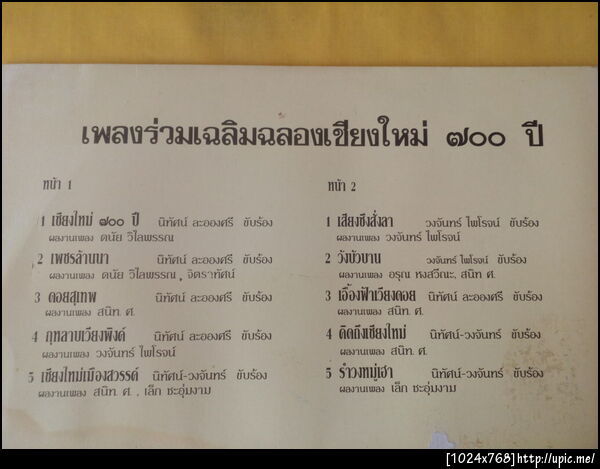 เพลงร่วมเฉลิมฉลองเชียงใหม่ ๗๐๐ ปี
หน้า 1
1 เชียงใหม่ ๗๐๐ ปี นิทัศน์ ละอองศรี ขับร้อง
ผลงานเพลง ดนัย วิไลพรรณ
2 เพชรล้านนา นิทัศน์ ละอองศรี ขับร้อง
ผลงานเพลง ดนัย วิไลพรรณ , จิตราทัศน์
3 ดอยสุเทพ นิทัศน์ ละอองศรี ขับร้อง
ผลงานเพลง สนิท ศ.
4 กุหลาบเวียงพิงค์ นิทัศน์ ละอองศรี ขับร้อง
ผลงานเพลง วงจันทร์ ไพโรจน์
5 เชียงใหม่เมืองสวรรค์ นิทัศน์-วงจันทร์ ขับร้อง
ผลงานเพลง สนิท ศ. , เล็ก ชะอุ่มงาม
หน้า 2
1 เสียงซึงสั่งลา วงจันทร์ ไพโรจน์ ขับร้อง
ผลงานเพลง วงจันทร์ ไพโรจน์
2 วังบัวบาน วงจันทร์ ไพโรจน์ ขับร้อง
ผลงานเพลง อรุณ หงสวีณะ, สนิท ศ.
3 เอื้องฟ้าเวียงดอย นิทัศน์ ละอองศรี ขับร้อง
ผลงานเพลง สนิท ศ.
4 คิดถึงเชียงใหม่ นิทัศน์-วงจันทร์ ขับร้อง
ผลงานเพลง สนิท ศ.
5 รำวงหมู่เฮา นิทัศน์-วงจันทร์ ขับร้อง
ผลงานเพลง เล็ก ชะอุ่มงาม
[1024x768]http://upic.me/